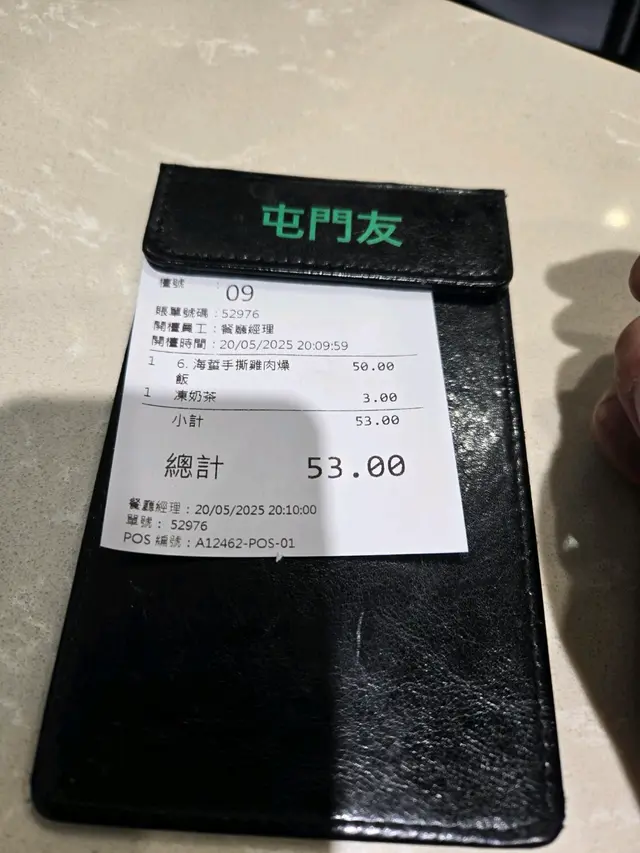 屯門友
檯號 : 09
賬單號碼 : 52976
開檯員工 : 餐廳經理
開檯時間 : 20/05/2025 20:09:59
1 6. 海蜇手撕雞肉燥 50.00
飯
1 凍奶茶 3.00
小計 53.00
總計 53.00
餐廳經理 : 20/05/2025 20:10:00
單號 : 52976
POS 編號 : A12462-POS-01